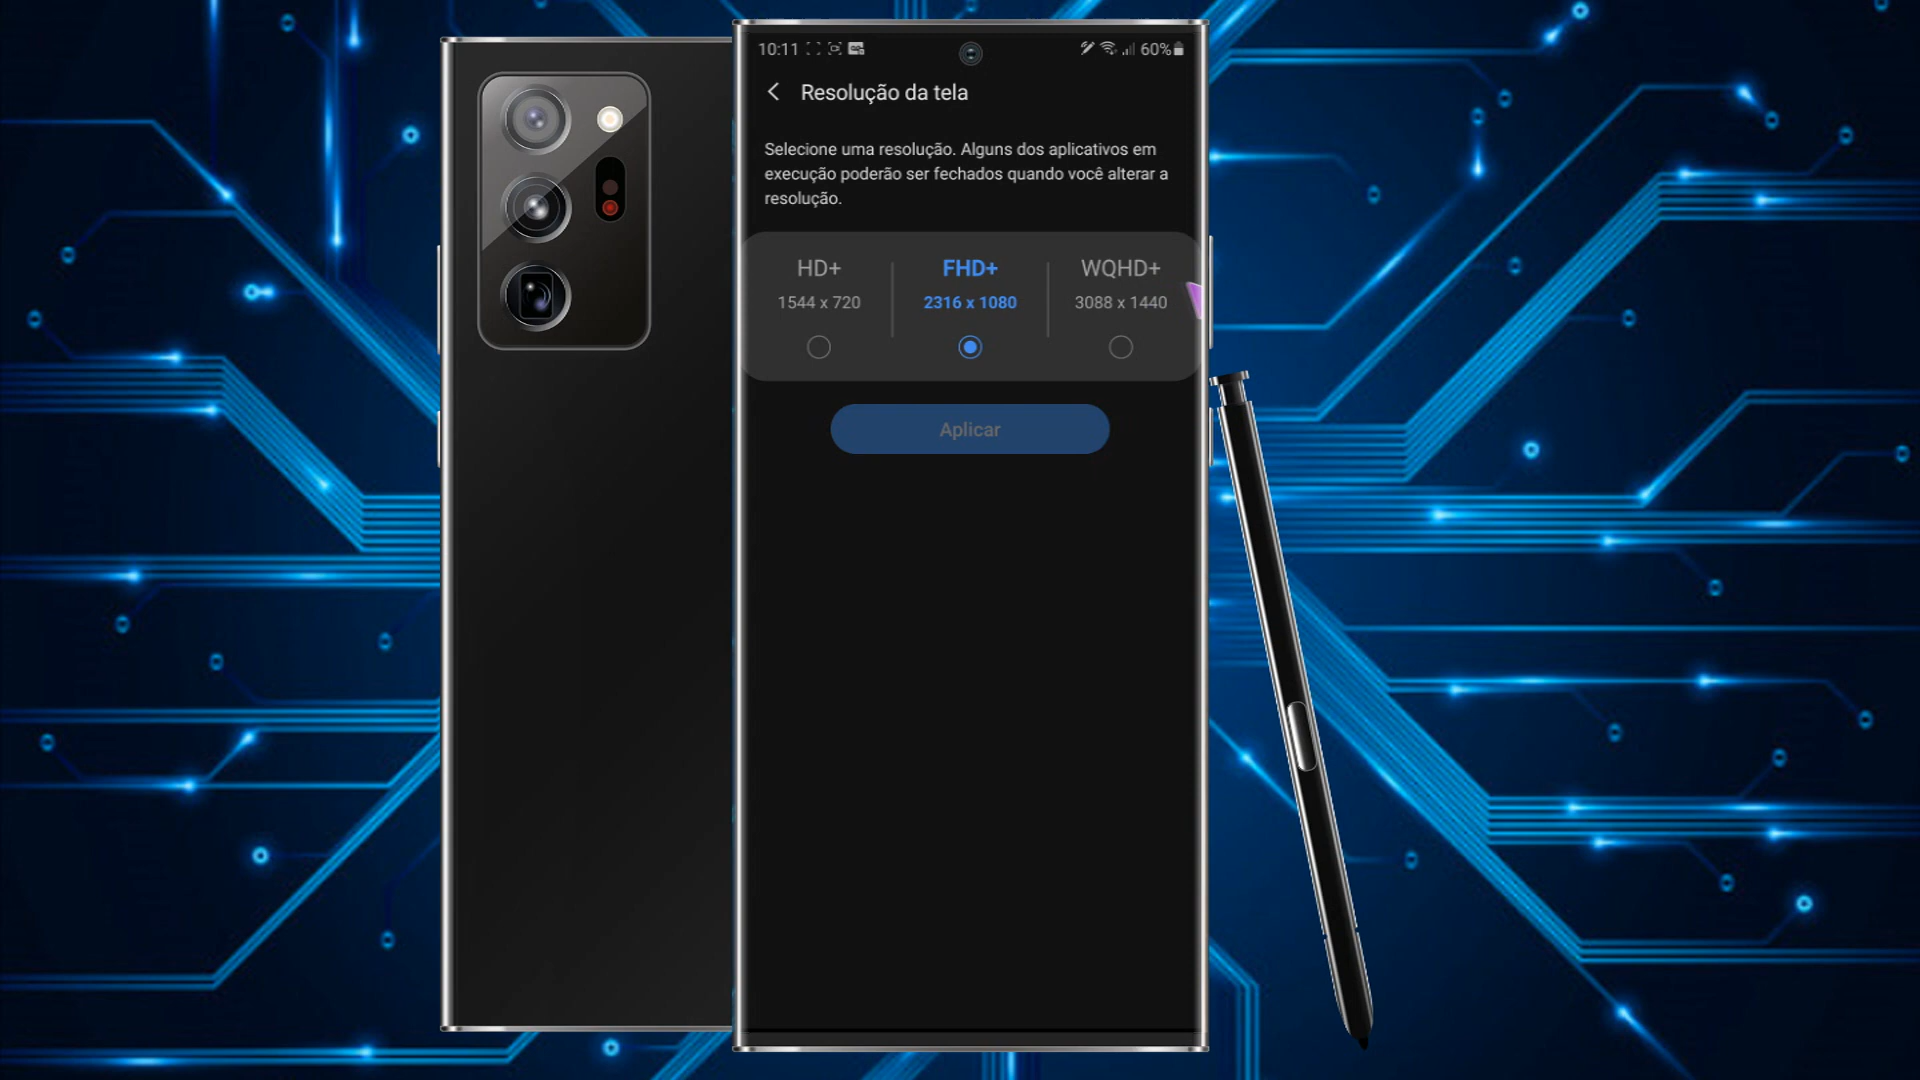 10:11 60%
Resolução da tela
Selecione uma resolução. Alguns dos aplicativos em
execução poderão ser fechados quando você alterar a
resolução.
HD+ FHD+ WQHD+
1544 x 720 2316 x 1080 3088 x 1440
Aplicar